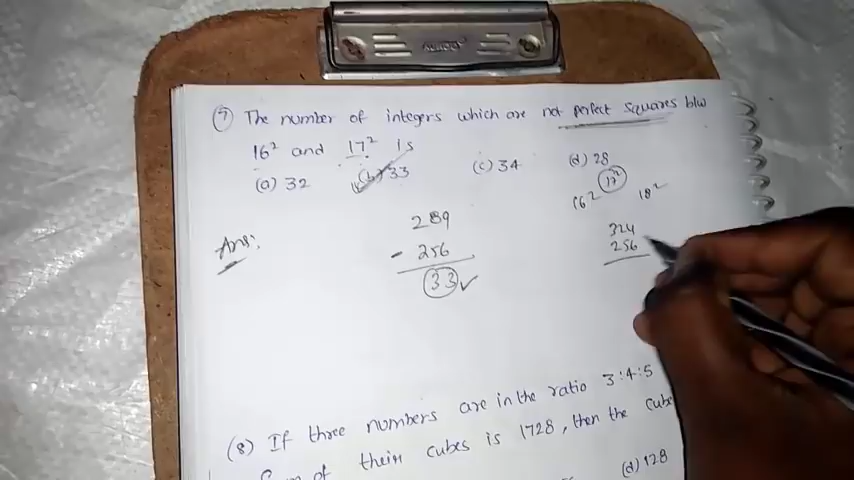 (7) The number of integers which are not perfect squares b/w
16² and 17² is
(a) 32 (b) 33 (c) 34 (d) 28
16² 17² 18²
Ans:
289
- 256
33
324
256
(8) If three numbers are in the ratio 3:4:5
Sum of their cubes is 1728, then the cube
(d) 128